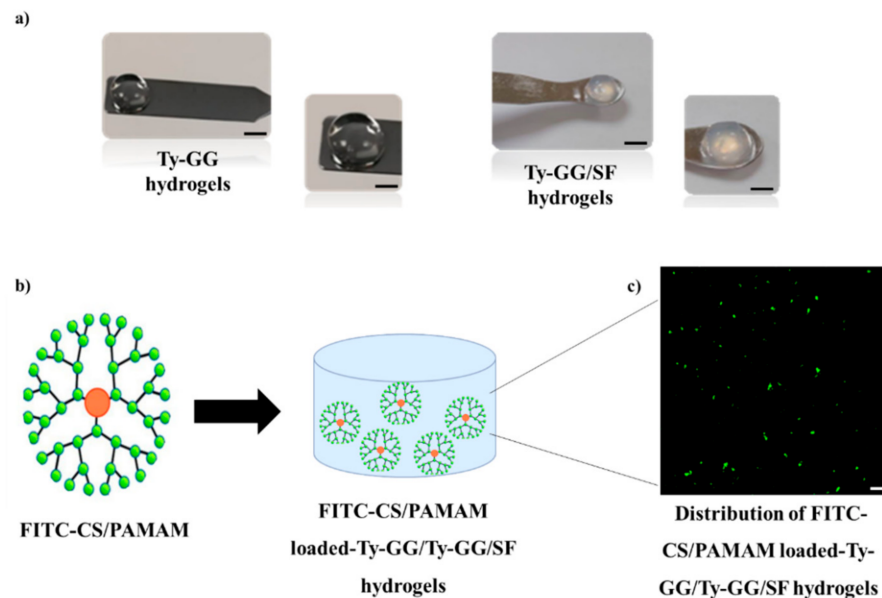 a)
Ty-GG
hydrogels
Ty-GG/SF
hydrogels
b)
c)
FITC-CS/PAMAM
FITC-CS/PAMAM
loaded-Ty-GG/Ty-GG/SF
hydrogels
Distribution of FITC-
CS/PAMAM loaded-Ty-
GG/Ty-GG/SF hydrogels